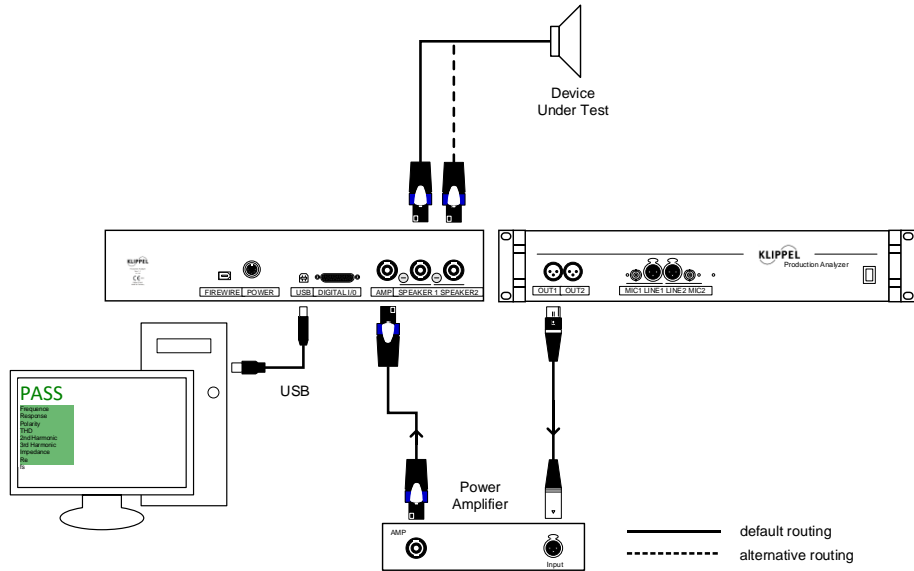 Device
Under Test
KLIPPEL
CE
FIREWIRE POWER USB DIGITAL I/0 AMP SPEAKER 1 SPEAKER2
KLIPPEL
Production Analyzer
OUT1 OUT2 MIC1 LINE1 LINE2 MIC2
USB
PASS
Frequence
Response
Polarity
THD
2nd Harmonic
3rd Harmonic
Impedance
Re
fs
Power
Amplifier
AMP
Input
default routing
alternative routing